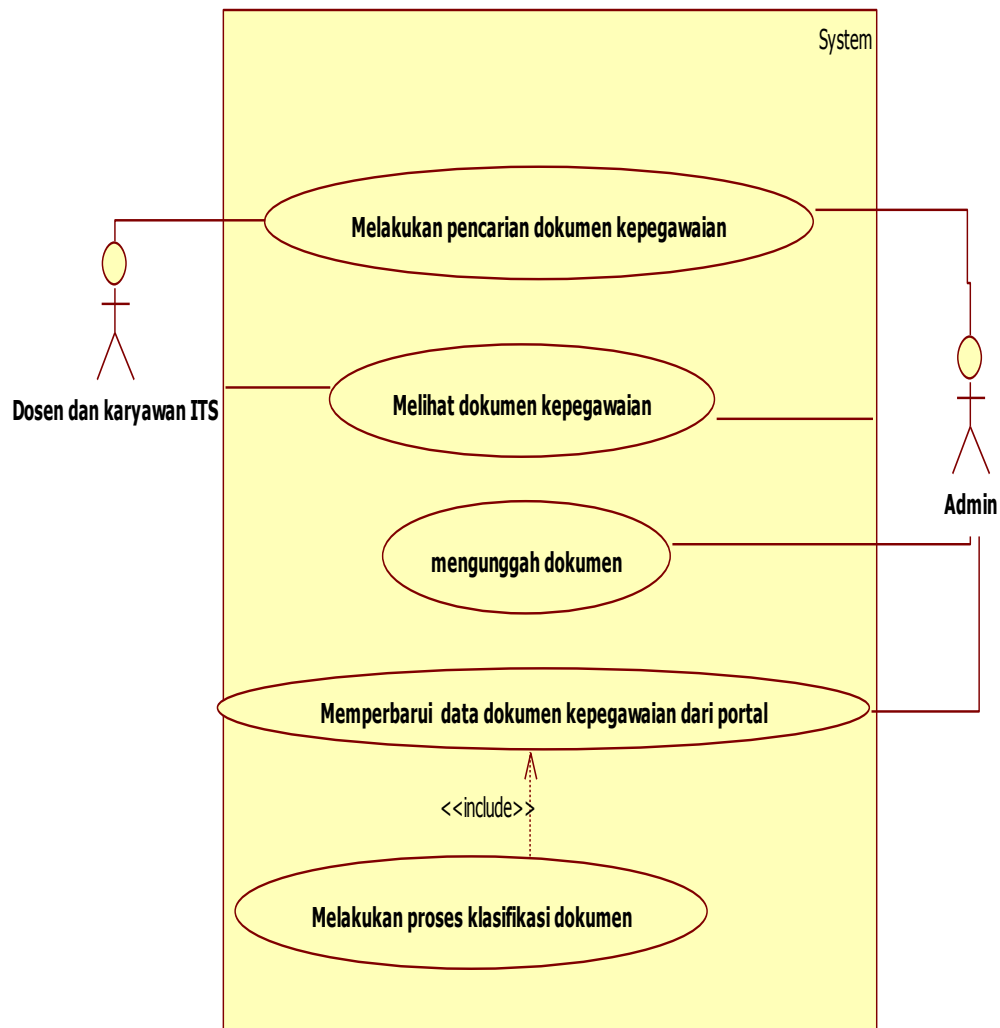 System
Melakukan pencarian dokumen kepegawaian
Melihat dokumen kepegawaian
Dosen dan karyawan ITS
Admin
mengunggah dokumen
Memperbarui data dokumen kepegawaian dari portal
<<include>>
Melakukan proses klasifikasi dokumen